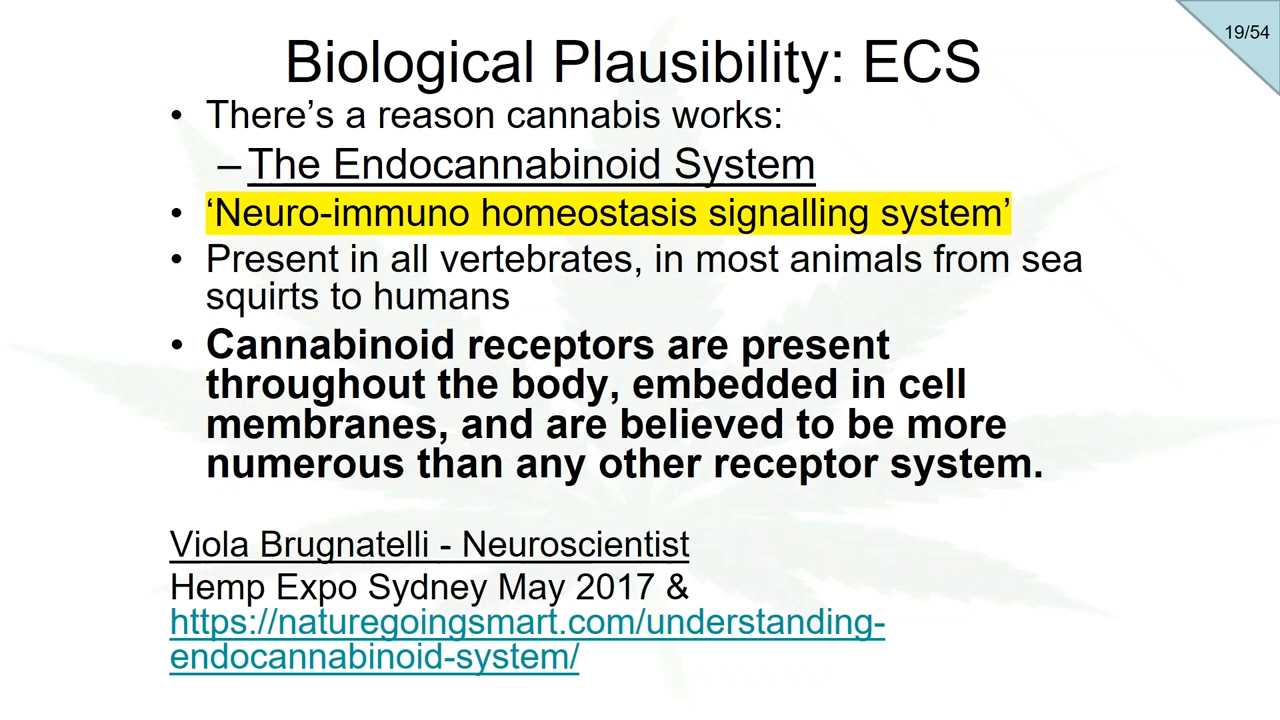 19/54
Biological Plausibility: ECS
• There’s a reason cannabis works:
– The Endocannabinoid System
• ‘Neuro-immuno homeostasis signalling system’
• Present in all vertebrates, in most animals from sea
squirts to humans
• Cannabinoid receptors are present
throughout the body, embedded in cell
membranes, and are believed to be more
numerous than any other receptor system.
Viola Brugnatelli - Neuroscientist
Hemp Expo Sydney May 2017 &
https://naturegoingsmart.com/understanding-
endocannabinoid-system/